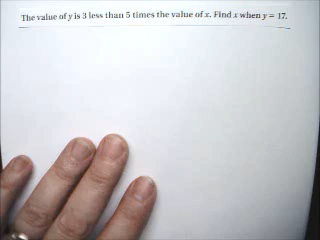 The value of y is 3 less than 5 times the value of x. Find x when y = 17.